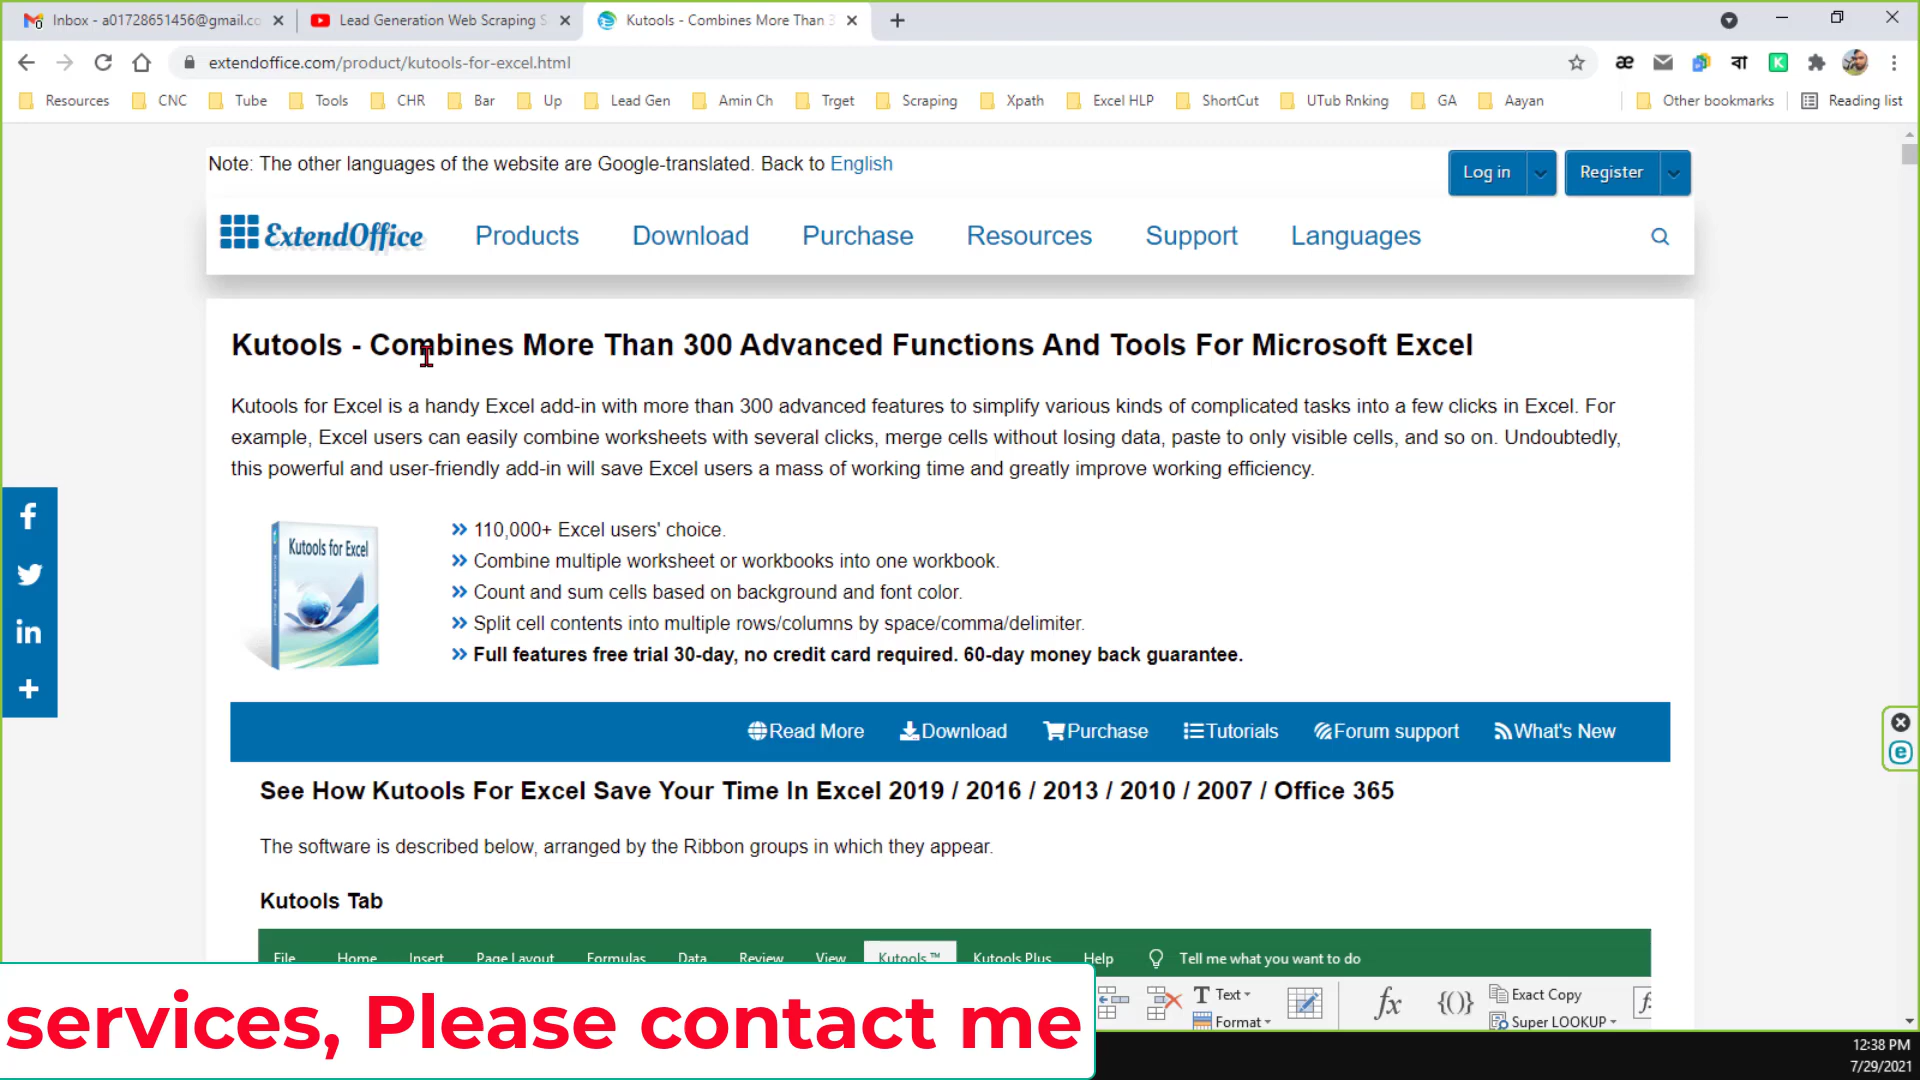 Inbox - a01728651456@gmail.co
Lead Generation Web Scraping S
Kutools - Combines More Than 3
extendoffice.com/product/kutools-for-excel.html
Resources CNC Tube Tools CHR Bar Up Lead Gen Amin Ch Trget Scraping Xpath Excel HLP ShortCut UTub Rnking GA Aayan Other bookmarks Reading list
Note: The other languages of the website are Google-translated. Back to English
Log in Register
ExtendOffice Products Download Purchase Resources Support Languages
Kutools - Combines More Than 300 Advanced Functions And Tools For Microsoft Excel
Kutools for Excel is a handy Excel add-in with more than 300 advanced features to simplify various kinds of complicated tasks into a few clicks in Excel. For
example, Excel users can easily combine worksheets with several clicks, merge cells without losing data, paste to only visible cells, and so on. Undoubtedly,
this powerful and user-friendly add-in will save Excel users a mass of working time and greatly improve working efficiency.
Kutools for Excel
110,000+ Excel users' choice.
Combine multiple worksheet or workbooks into one workbook.
Count and sum cells based on background and font color.
Split cell contents into multiple rows/columns by space/comma/delimiter.
Full features free trial 30-day, no credit card required. 60-day money back guarantee.
Read More Download Purchase Tutorials Forum support What's New
See How Kutools For Excel Save Your Time In Excel 2019 / 2016 / 2013 / 2010 / 2007 / Office 365
The software is described below, arranged by the Ribbon groups in which they appear.
Kutools Tab
File Home Insert Page Layout Formulas Data Review View Kutools ™ Kutools Plus Help Tell me what you want to do
Text Exact Copy
Format Super LOOKUP
services, Please contact me
12:38 PM
7/29/2021